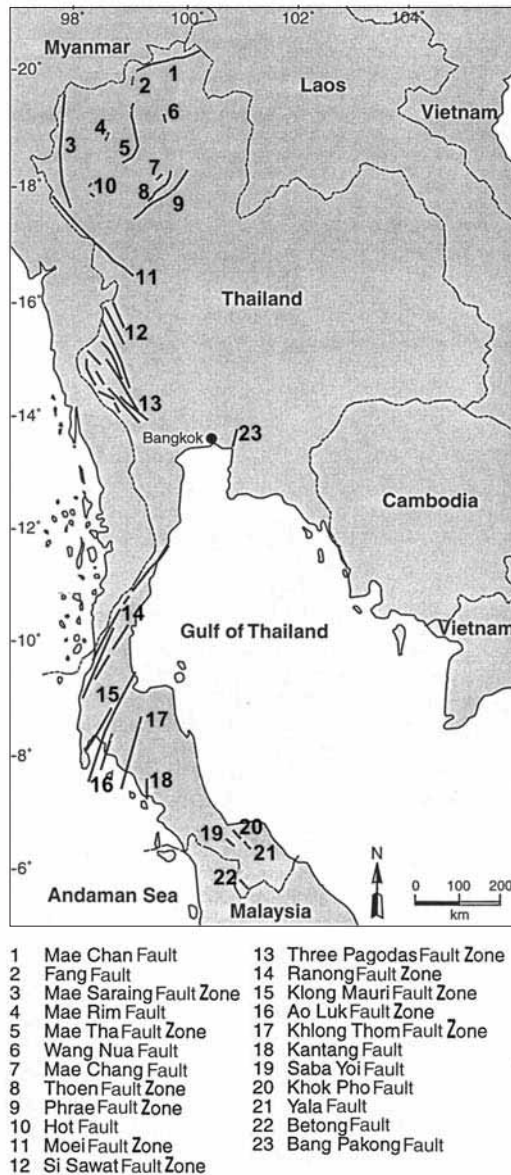 98° 100° 102° 104°
Myanmar
-20°
1
2
Laos
Vietnam
6
4
3
5
7
-18°
10
8
9
11
-16°
Thailand
12
13
-14°
Bangkok
23
Cambodia
-12°
14
Vietnam
-10°
Gulf of Thailand
15
17
-8°
16
18
20
19
21
-6°
22
N
Andaman Sea
Malaysia
0 100 200
km
1 Mae Chan Fault
2 Fang Fault
3 Mae Saraing Fault Zone
4 Mae Rim Fault
5 Mae Tha Fault Zone
6 Wang Nua Fault
7 Mae Chang Fault
8 Thoen Fault Zone
9 Phrae Fault Zone
10 Hot Fault
11 Moei Fault Zone
12 Si Sawat Fault Zone
13 Three Pagodas Fault Zone
14 Ranong Fault Zone
15 Klong Mauri Fault Zone
16 Ao Luk Fault Zone
17 Khlong Thom Fault Zone
18 Kantang Fault
19 Saba Yoi Fault
20 Khok Pho Fault
21 Yala Fault
22 Betong Fault
23 Bang Pakong Fault